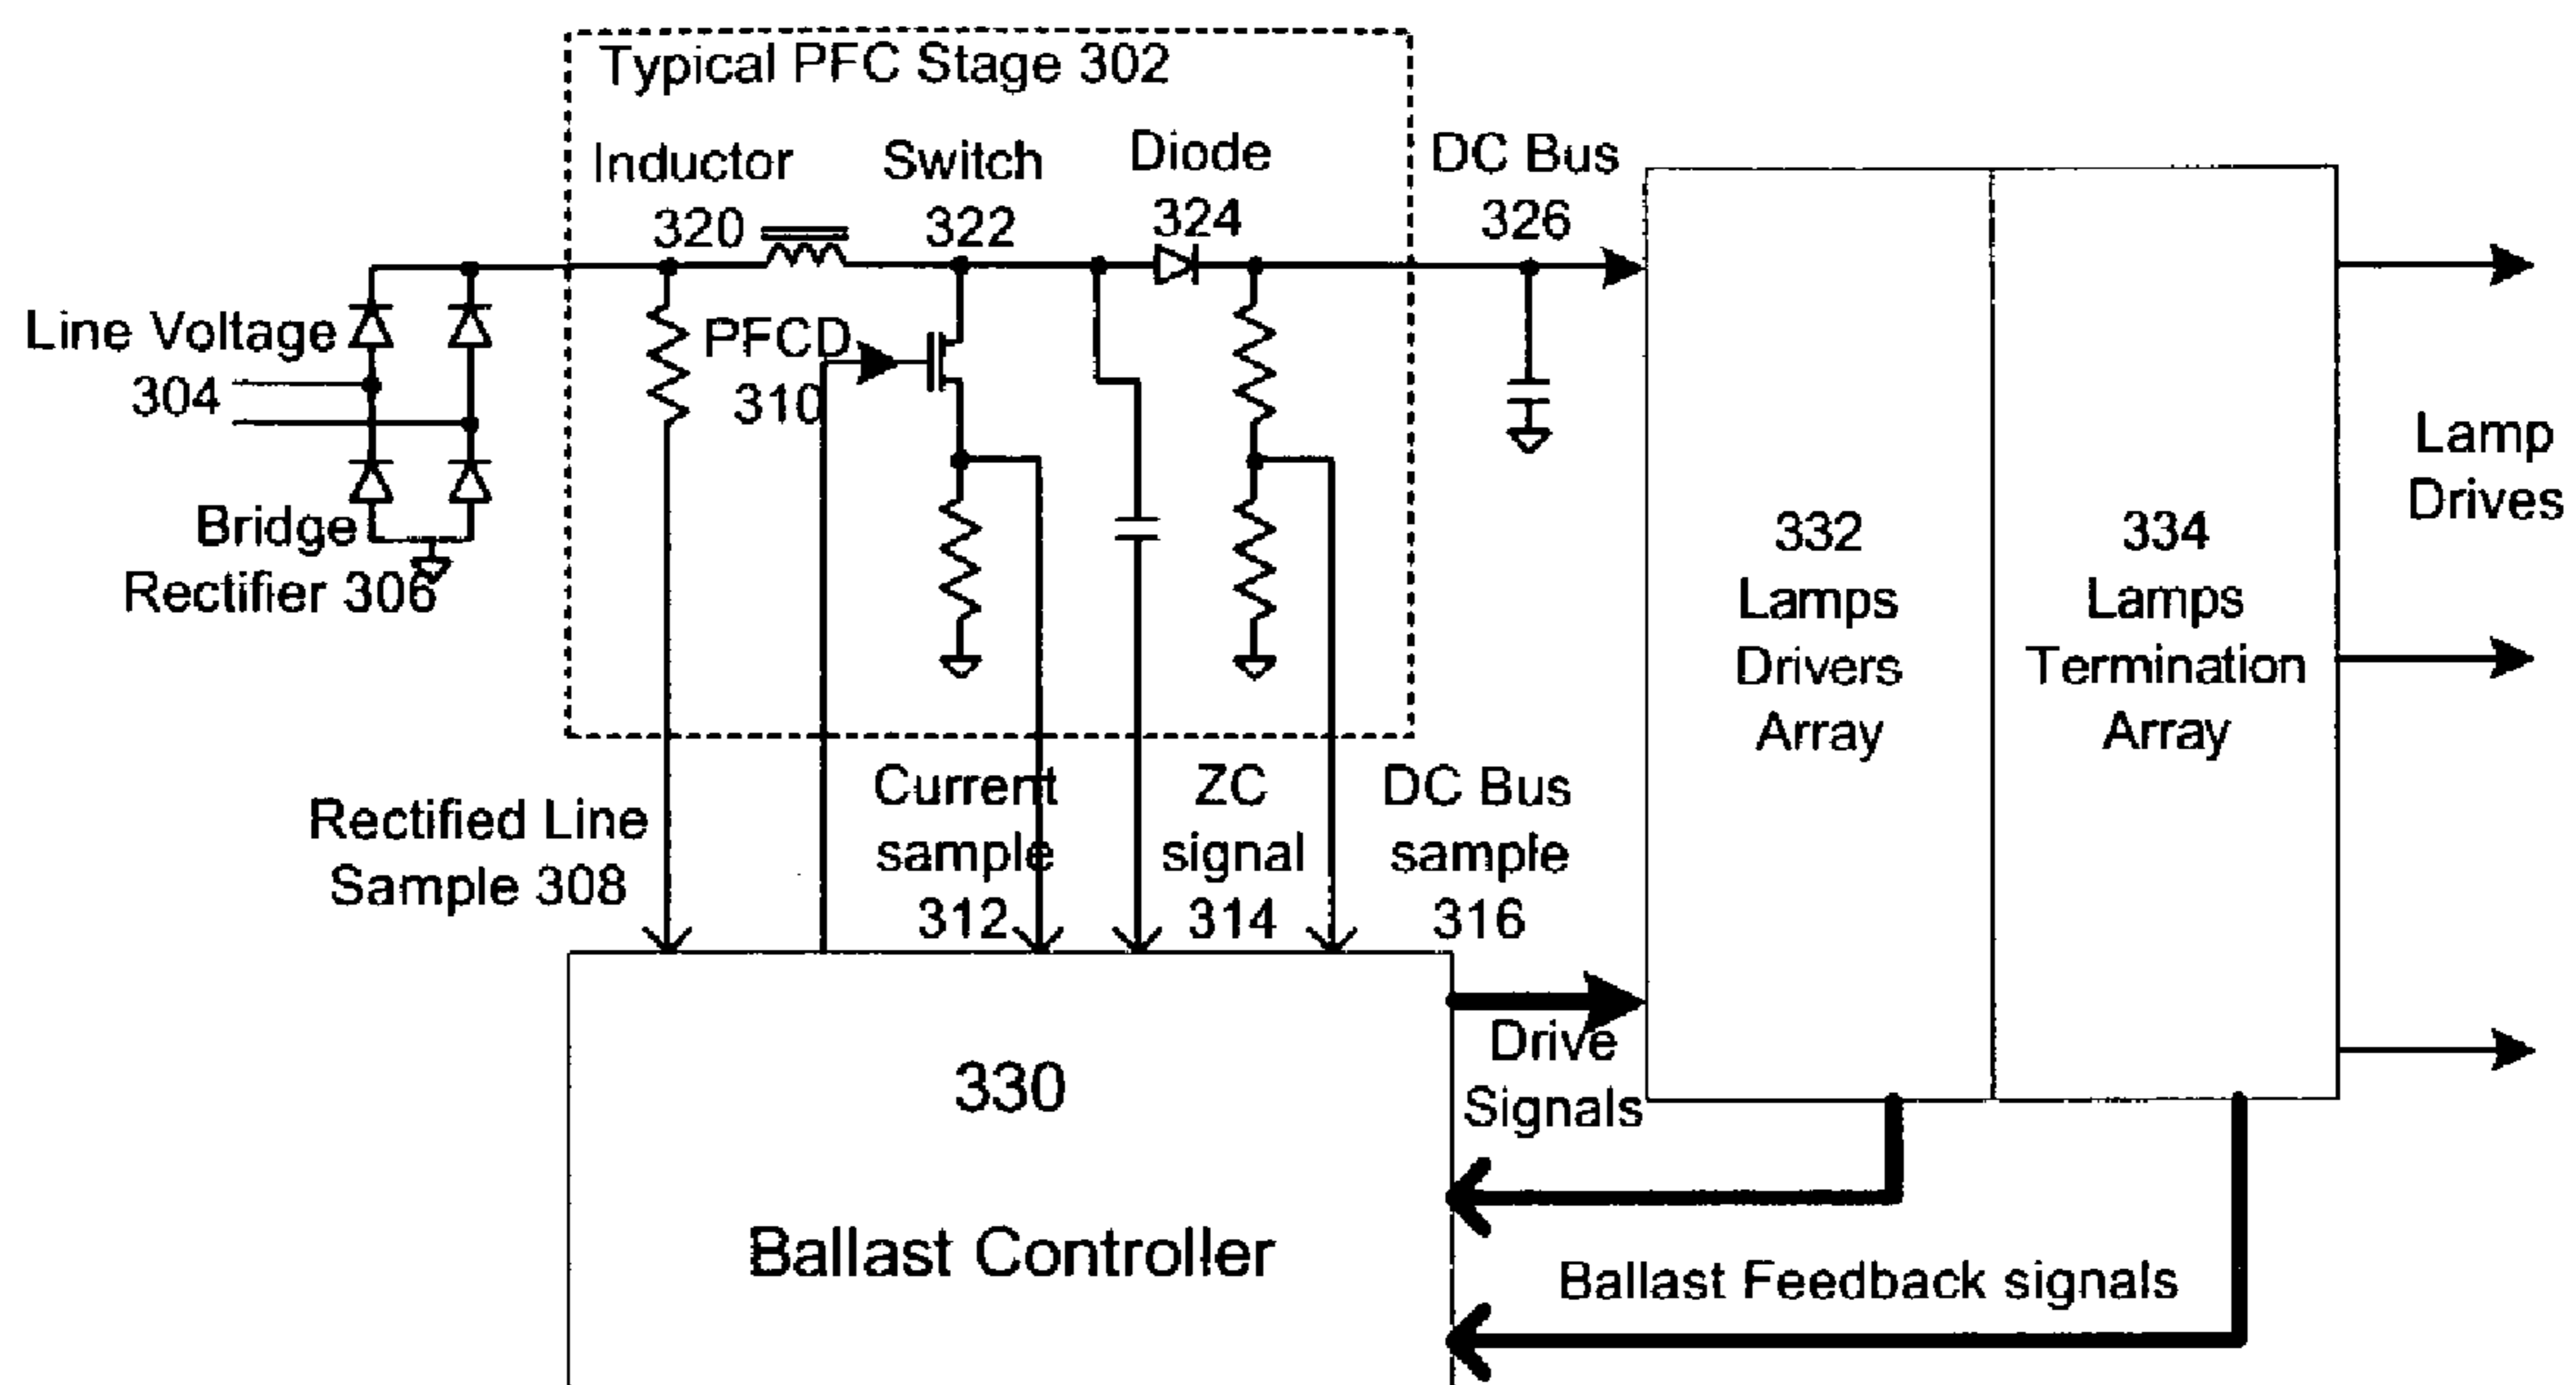 Typical PFC Stage 302
Inductor
320
Switch
322
Diode
324
DC Bus
326
Line Voltage
304
PFCD
310
Bridge
Rectifier 306
332
Lamps
Drivers
Array
334
Lamps
Termination
Array
Lamp
Drives
Rectified Line
Sample 308
Current
sample
312
ZC
signal
314
DC Bus
sample
316
Drive
Signals
330
Ballast Controller
Ballast Feedback signals